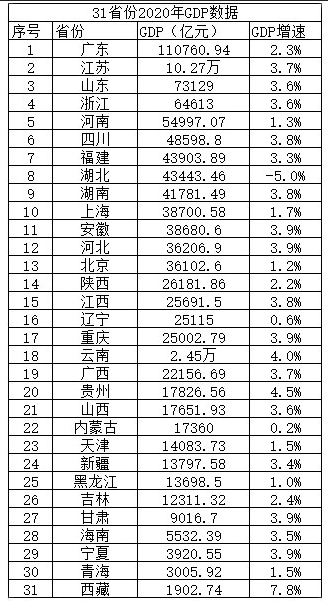 31省份2020年GDP数据
序号 省份 GDP（亿元） GDP增速
1 广东 110760.94 2.3%
2 江苏 10.27万 3.7%
3 山东 73129 3.6%
4 浙江 64613 3.6%
5 河南 54997.07 1.3%
6 四川 48598.8 3.8%
7 福建 43903.89 3.3%
8 湖北 43443.46 -5.0%
9 湖南 41781.49 3.8%
10 上海 38700.58 1.7%
11 安徽 38680.6 3.9%
12 河北 36206.9 3.9%
13 北京 36102.6 1.2%
14 陕西 26181.86 2.2%
15 江西 25691.5 3.8%
16 辽宁 25115 0.6%
17 重庆 25002.79 3.9%
18 云南 2.45万 4.0%
19 广西 22156.69 3.7%
20 贵州 17826.56 4.5%
21 山西 17651.93 3.6%
22 内蒙古 17360 0.2%
23 天津 14083.73 1.5%
24 新疆 13797.58 3.4%
25 黑龙江 13698.5 1.0%
26 吉林 12311.32 2.4%
27 甘肃 9016.7 3.9%
28 海南 5532.39 3.5%
29 宁夏 3920.55 3.9%
30 青海 3005.92 1.5%
31 西藏 1902.74 7.8%